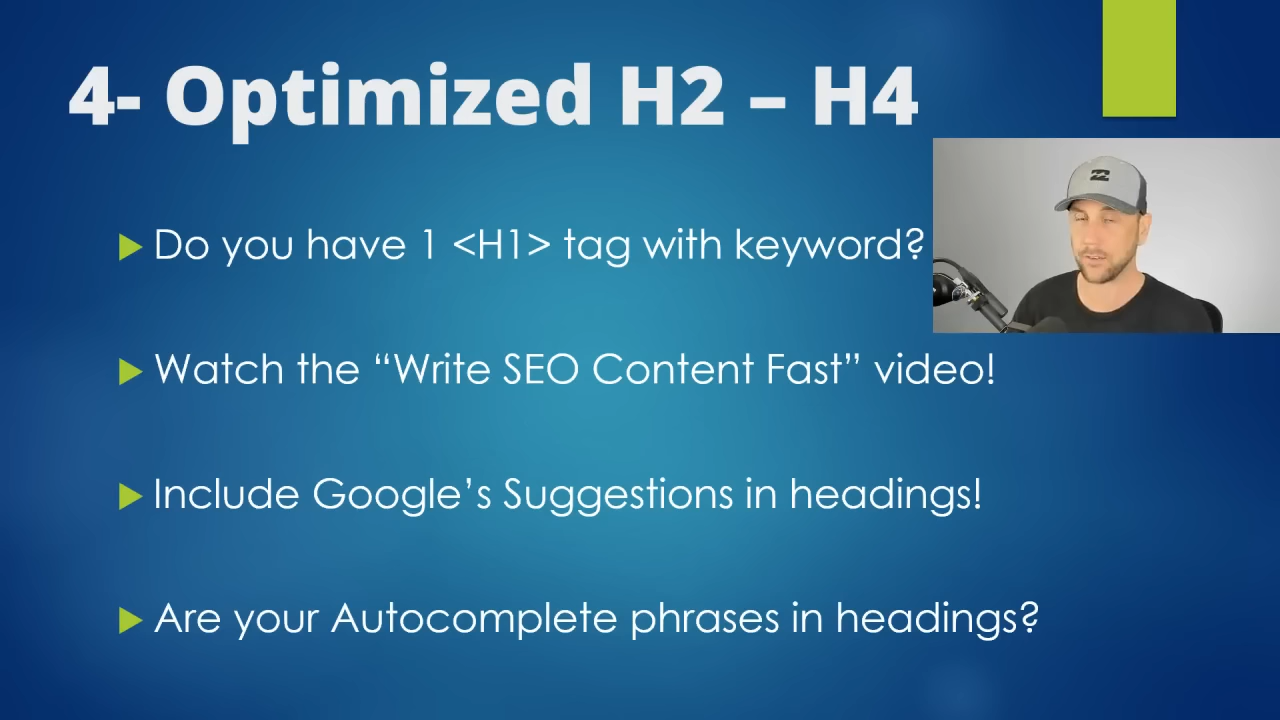 4- Optimized H2 – H4
Do you have 1 <H1> tag with keyword?
Watch the “Write SEO Content Fast” video!
Include Google’s Suggestions in headings!
Are your Autocomplete phrases in headings?